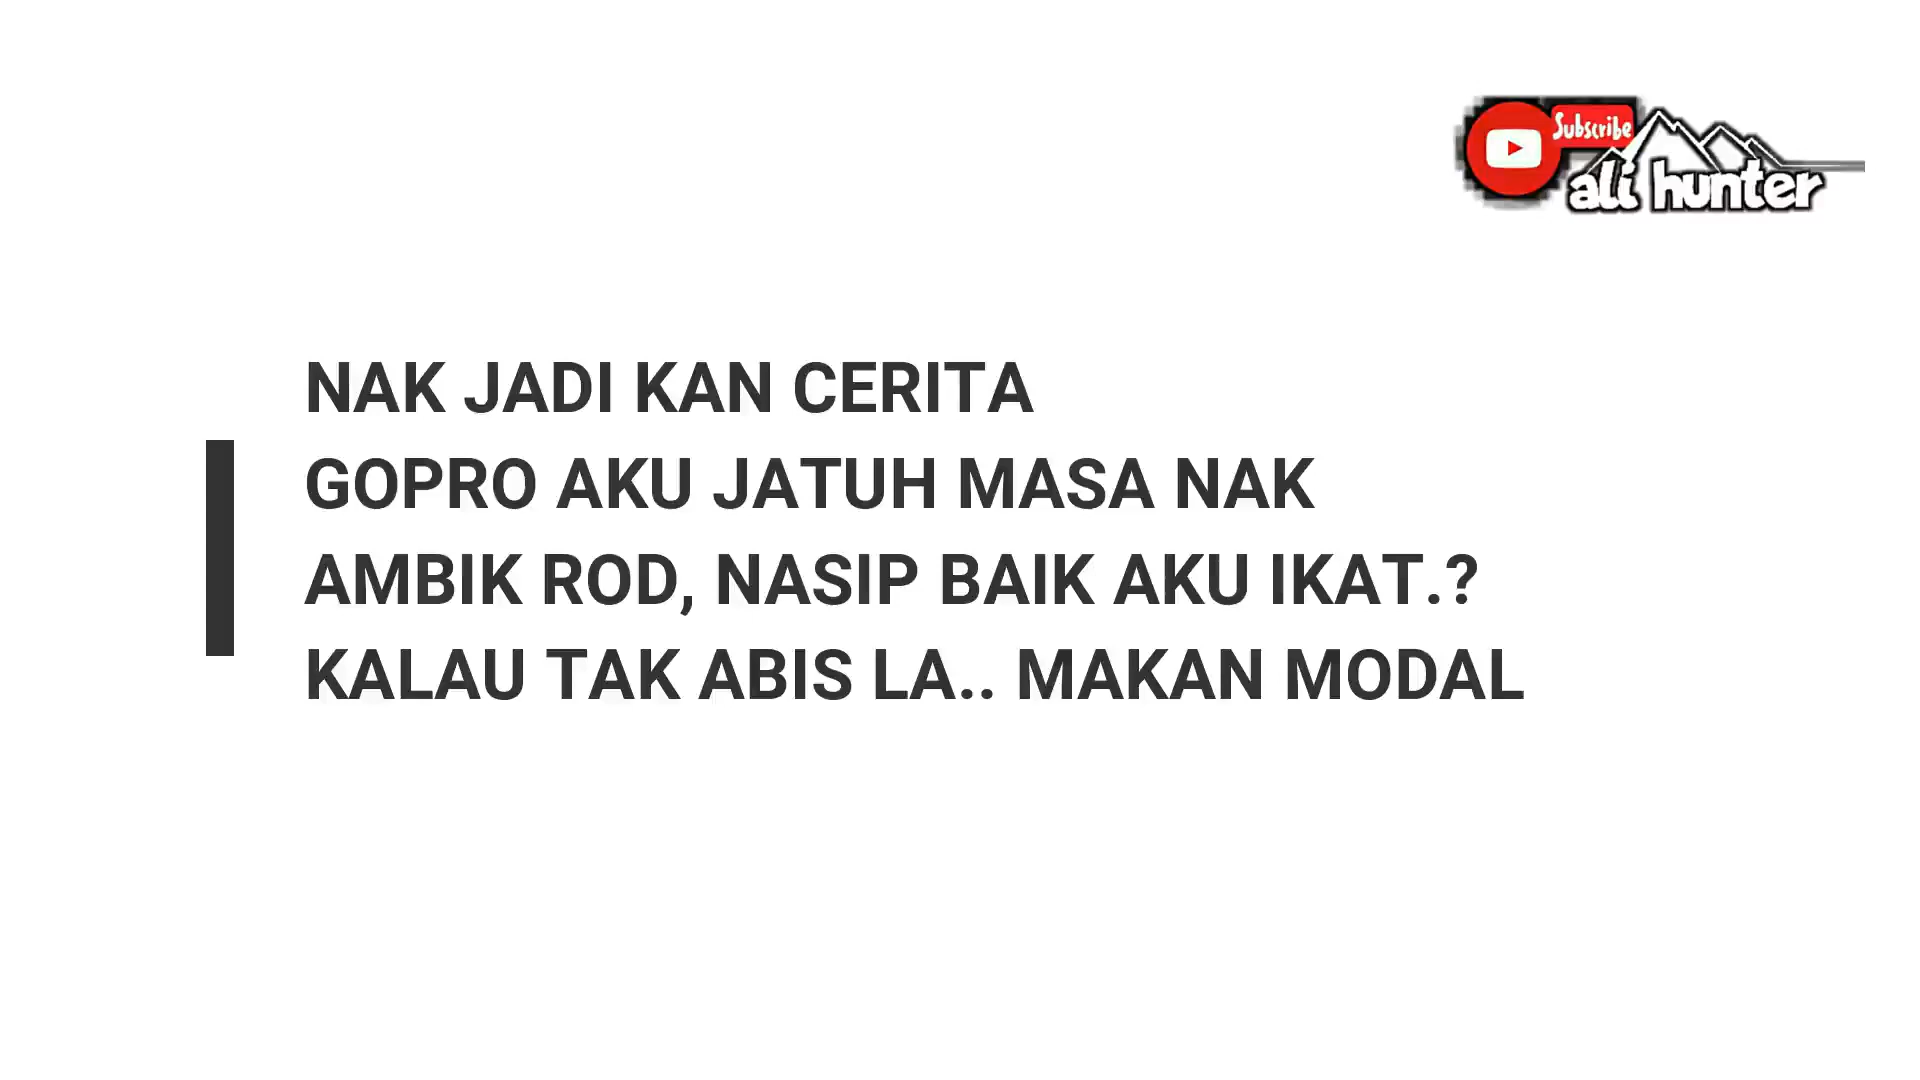 Subscribe
ali hunter
NAK JADI KAN CERITA
GOPRO AKU JATUH MASA NAK
AMBIK ROD, NASIP BAIK AKU IKAT.?
KALAU TAK ABIS LA.. MAKAN MODAL